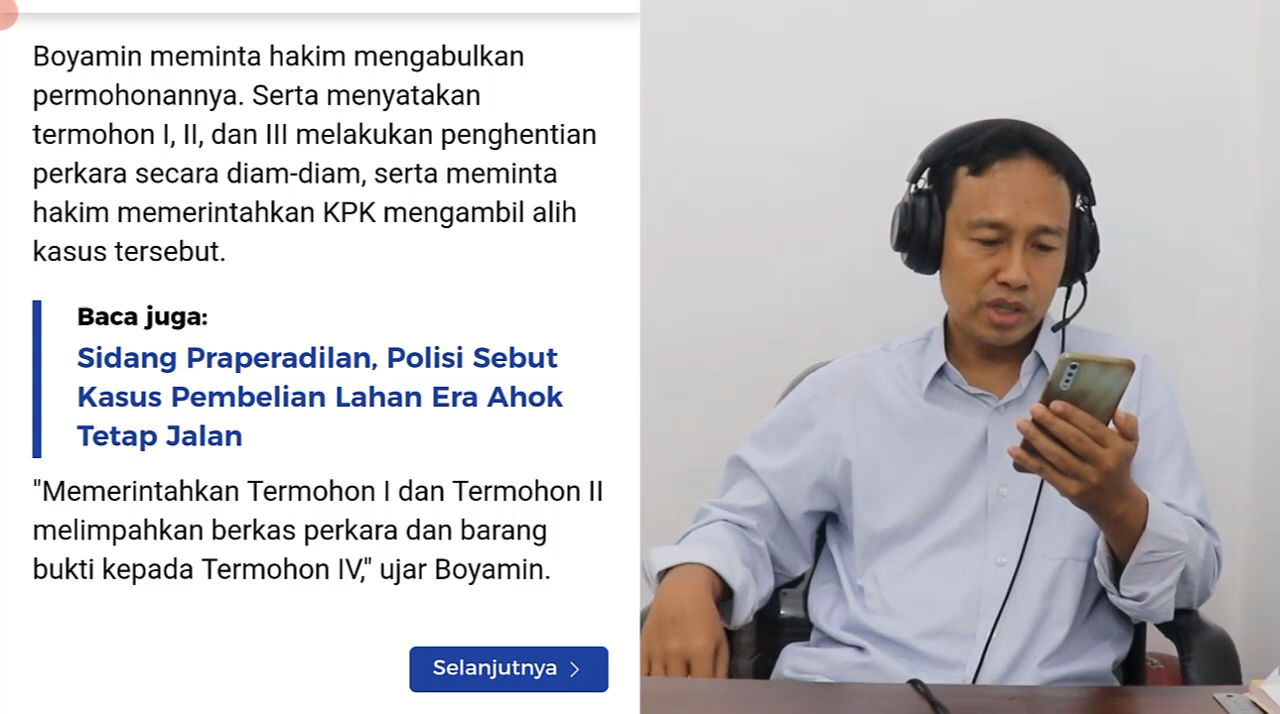 Boyamin meminta hakim mengabulkan
permohonannya. Serta menyatakan
termohon I, II, dan III melakukan penghentian
perkara secara diam-diam, serta meminta
hakim memerintahkan KPK mengambil alih
kasus tersebut.
Baca juga:
Sidang Praperadilan, Polisi Sebut
Kasus Pembelian Lahan Era Ahok
Tetap Jalan
"Memerintahkan Termohon I dan Termohon II
melimpahkan berkas perkara dan barang
bukti kepada Termohon IV," ujar Boyamin.
Selanjutnya